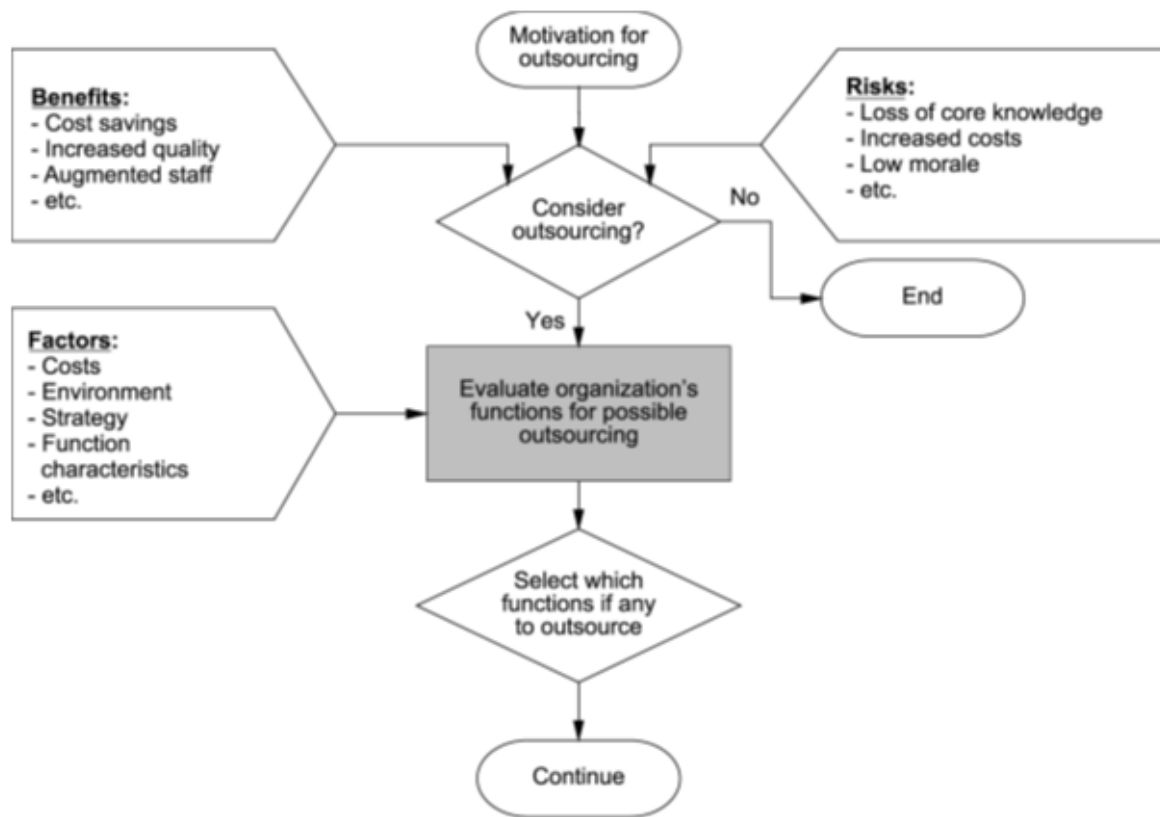 Motivation for
outsourcing
Benefits:
- Cost savings
- Increased quality
- Augmented staff
- etc.
Risks:
- Loss of core knowledge
- Increased costs
- Low morale
- etc.
Consider
outsourcing?
No
End
Yes
Factors:
- Costs
- Environment
- Strategy
- Function
characteristics
- etc.
Evaluate organization's
functions for possible
outsourcing
Select which
functions if any
to outsource
Continue